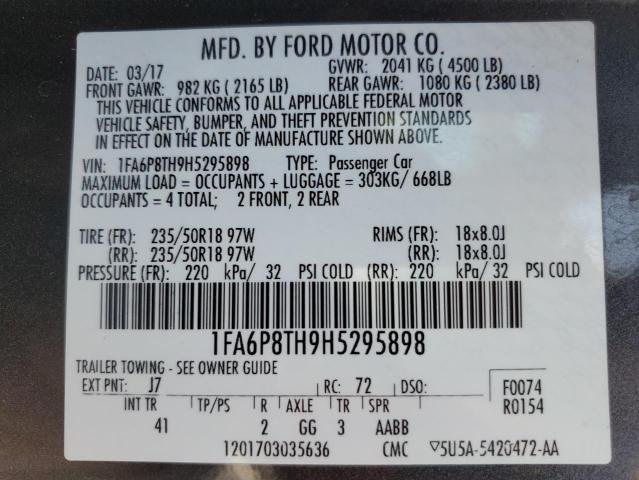 MFD. BY FORD MOTOR CO.
DATE: 03/17 GVWR: 2041 KG ( 4500 LB)
FRONT GAWR: 982 KG ( 2165 LB) REAR GAWR: 1080 KG ( 2380 LB)
THIS VEHICLE CONFORMS TO ALL APPLICABLE FEDERAL MOTOR
VEHICLE SAFETY, BUMPER, AND THEFT PREVENTION STANDARDS
IN EFFECT ON THE DATE OF MANUFACTURE SHOWN ABOVE.
VIN: 1FA6P8TH9H5295898 TYPE: Passenger Car
MAXIMUM LOAD = OCCUPANTS + LUGGAGE = 303KG/ 668LB
OCCUPANTS = 4 TOTAL; 2 FRONT, 2 REAR
TIRE (FR): 235/50R18 97W RIMS (FR): 18x8.0J
(RR): 235/50R18 97W (RR): 18x8.0J
PRESSURE (FR): 220 kPa/ 32 PSI COLD (RR): 220 kPa/ 32 PSI COLD
1FA6P8TH9H5295898
TRAILER TOWING - SEE OWNER GUIDE
EXT PNT: J7 RC: 72 DSO: F0074
INT TR TP/PS R AXLE TR SPR R0154
41 2 GG 3 AABB
1201703035636 CMC ▽5U5A-5420472-AA